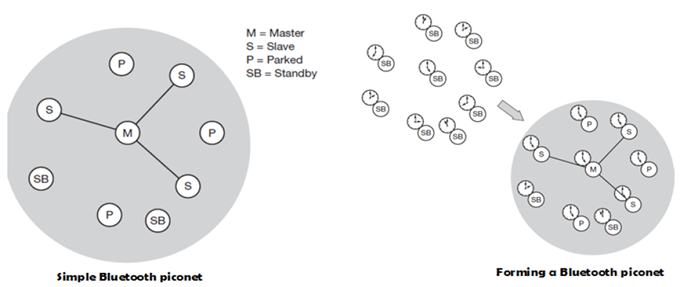 M = Master
S = Slave
P = Parked
SB = Standby
P
S
S
M
P
SB
S
P
SB
Simple Bluetooth piconet
SB
SB
SB
SB
SB
SB
SB
SB
SB
P
S
S
M
P
SB
S
P
SB
Forming a Bluetooth piconet